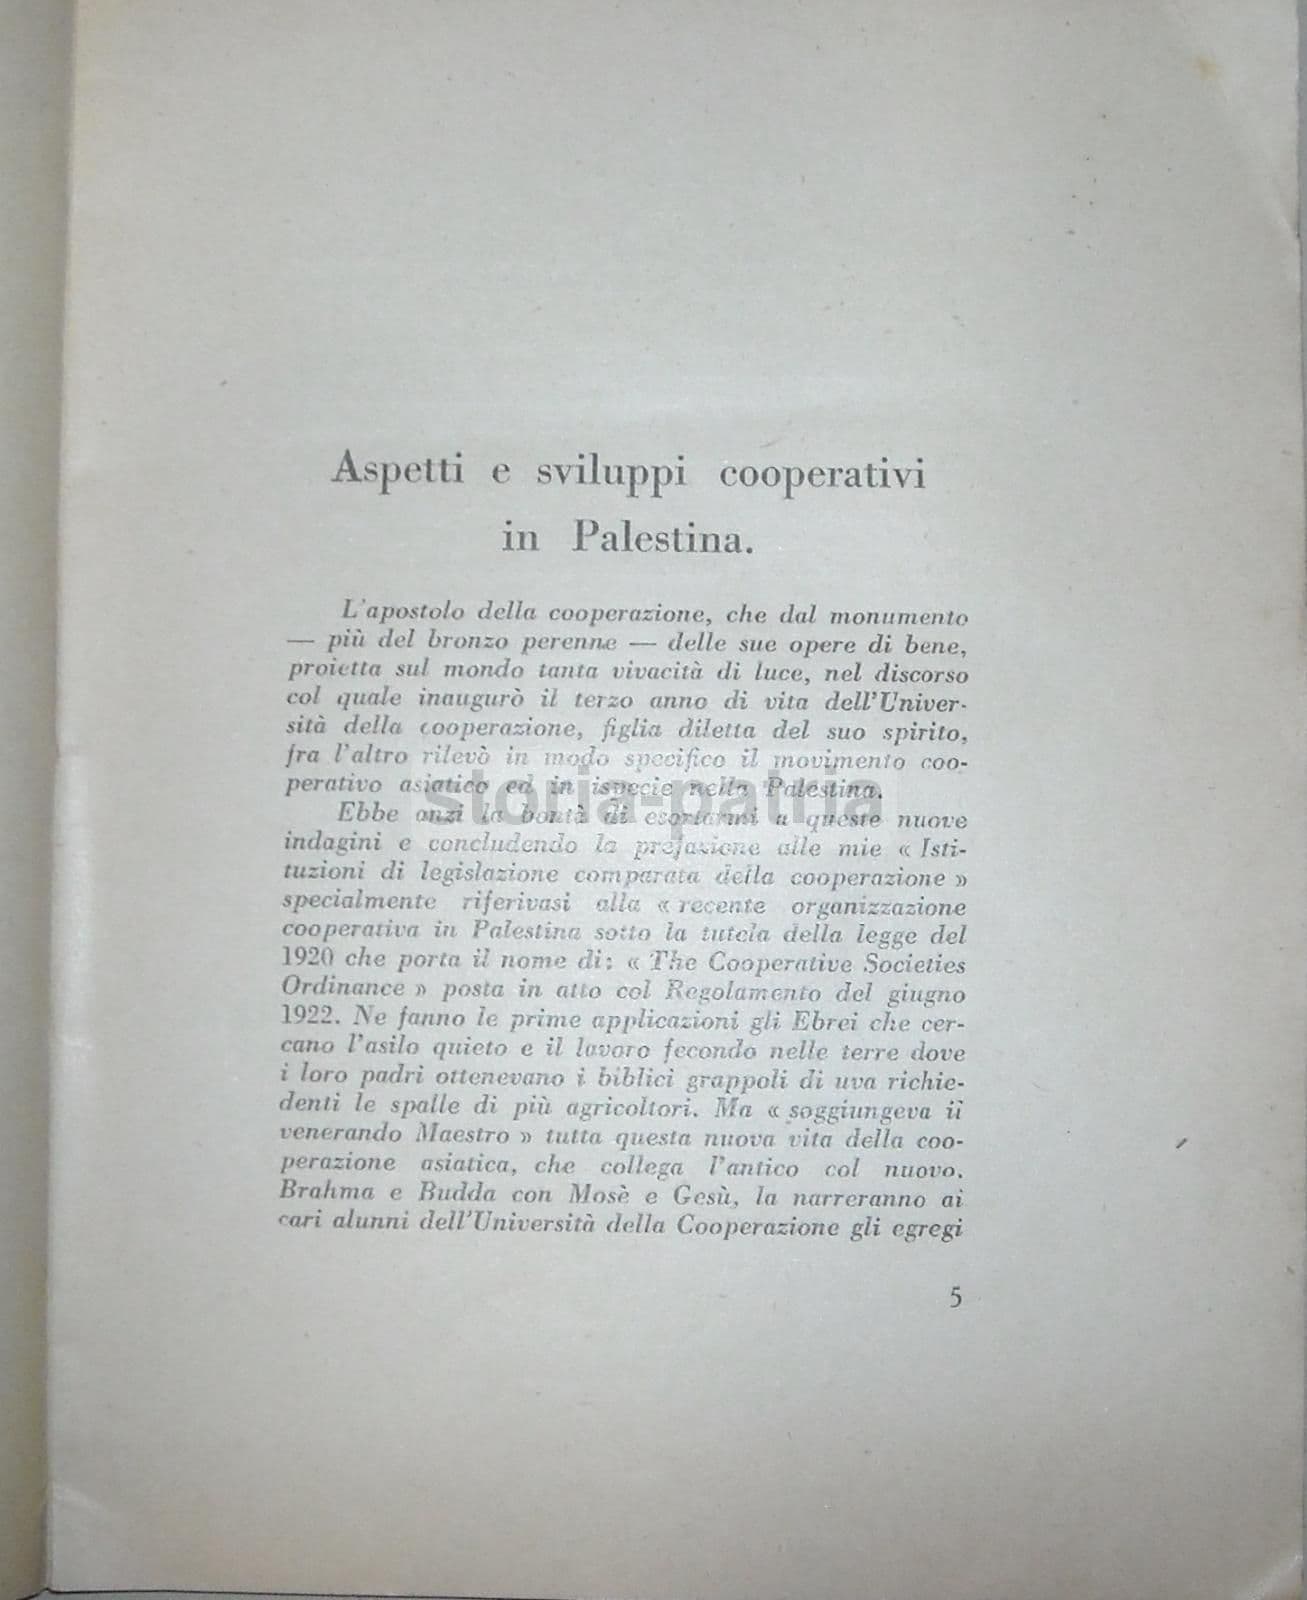 Aspetti e sviluppi cooperativi
in Palestina.
L'apostolo della cooperazione, che dal monumento
— più del bronzo perenne — delle sue opere di bene,
proietta sul mondo tanta vivacità di luce, nel discorso
col quale inaugurò il terzo anno di vita dell'Univer-
sità della cooperazione, figlia diletta del suo spirito,
fra l'altro rilevò in modo specifico il movimento coo-
perativo asiatico ed in ispecie nella Palestina.
storia-patria
Ebbe anzi la bontà di esortarmi a queste nuove
indagini e concludendo la prefazione alle mie « Isti-
tuzioni di legislazione comparata della cooperazione »
specialmente riferivasi alla « recente organizzazione
cooperativa in Palestina sotto la tutela della legge del
1920 che porta il nome di: « The Cooperative Societies
Ordinance » posta in atto col Regolamento del giugno
1922. Ne fanno le prime applicazioni gli Ebrei che cer-
cano l'asilo quieto e il lavoro fecondo nelle terre dove
i loro padri ottenevano i biblici grappoli di uva richie-
denti le spalle di più agricoltori. Ma « soggiungeva il
venerando Maestro » tutta questa nuova vita della coo-
perazione asiatica, che collega l'antico col nuovo,
Brahma e Budda con Mosè e Gesù, la narreranno ai
cari alunni dell'Università della Cooperazione gli egregi
5